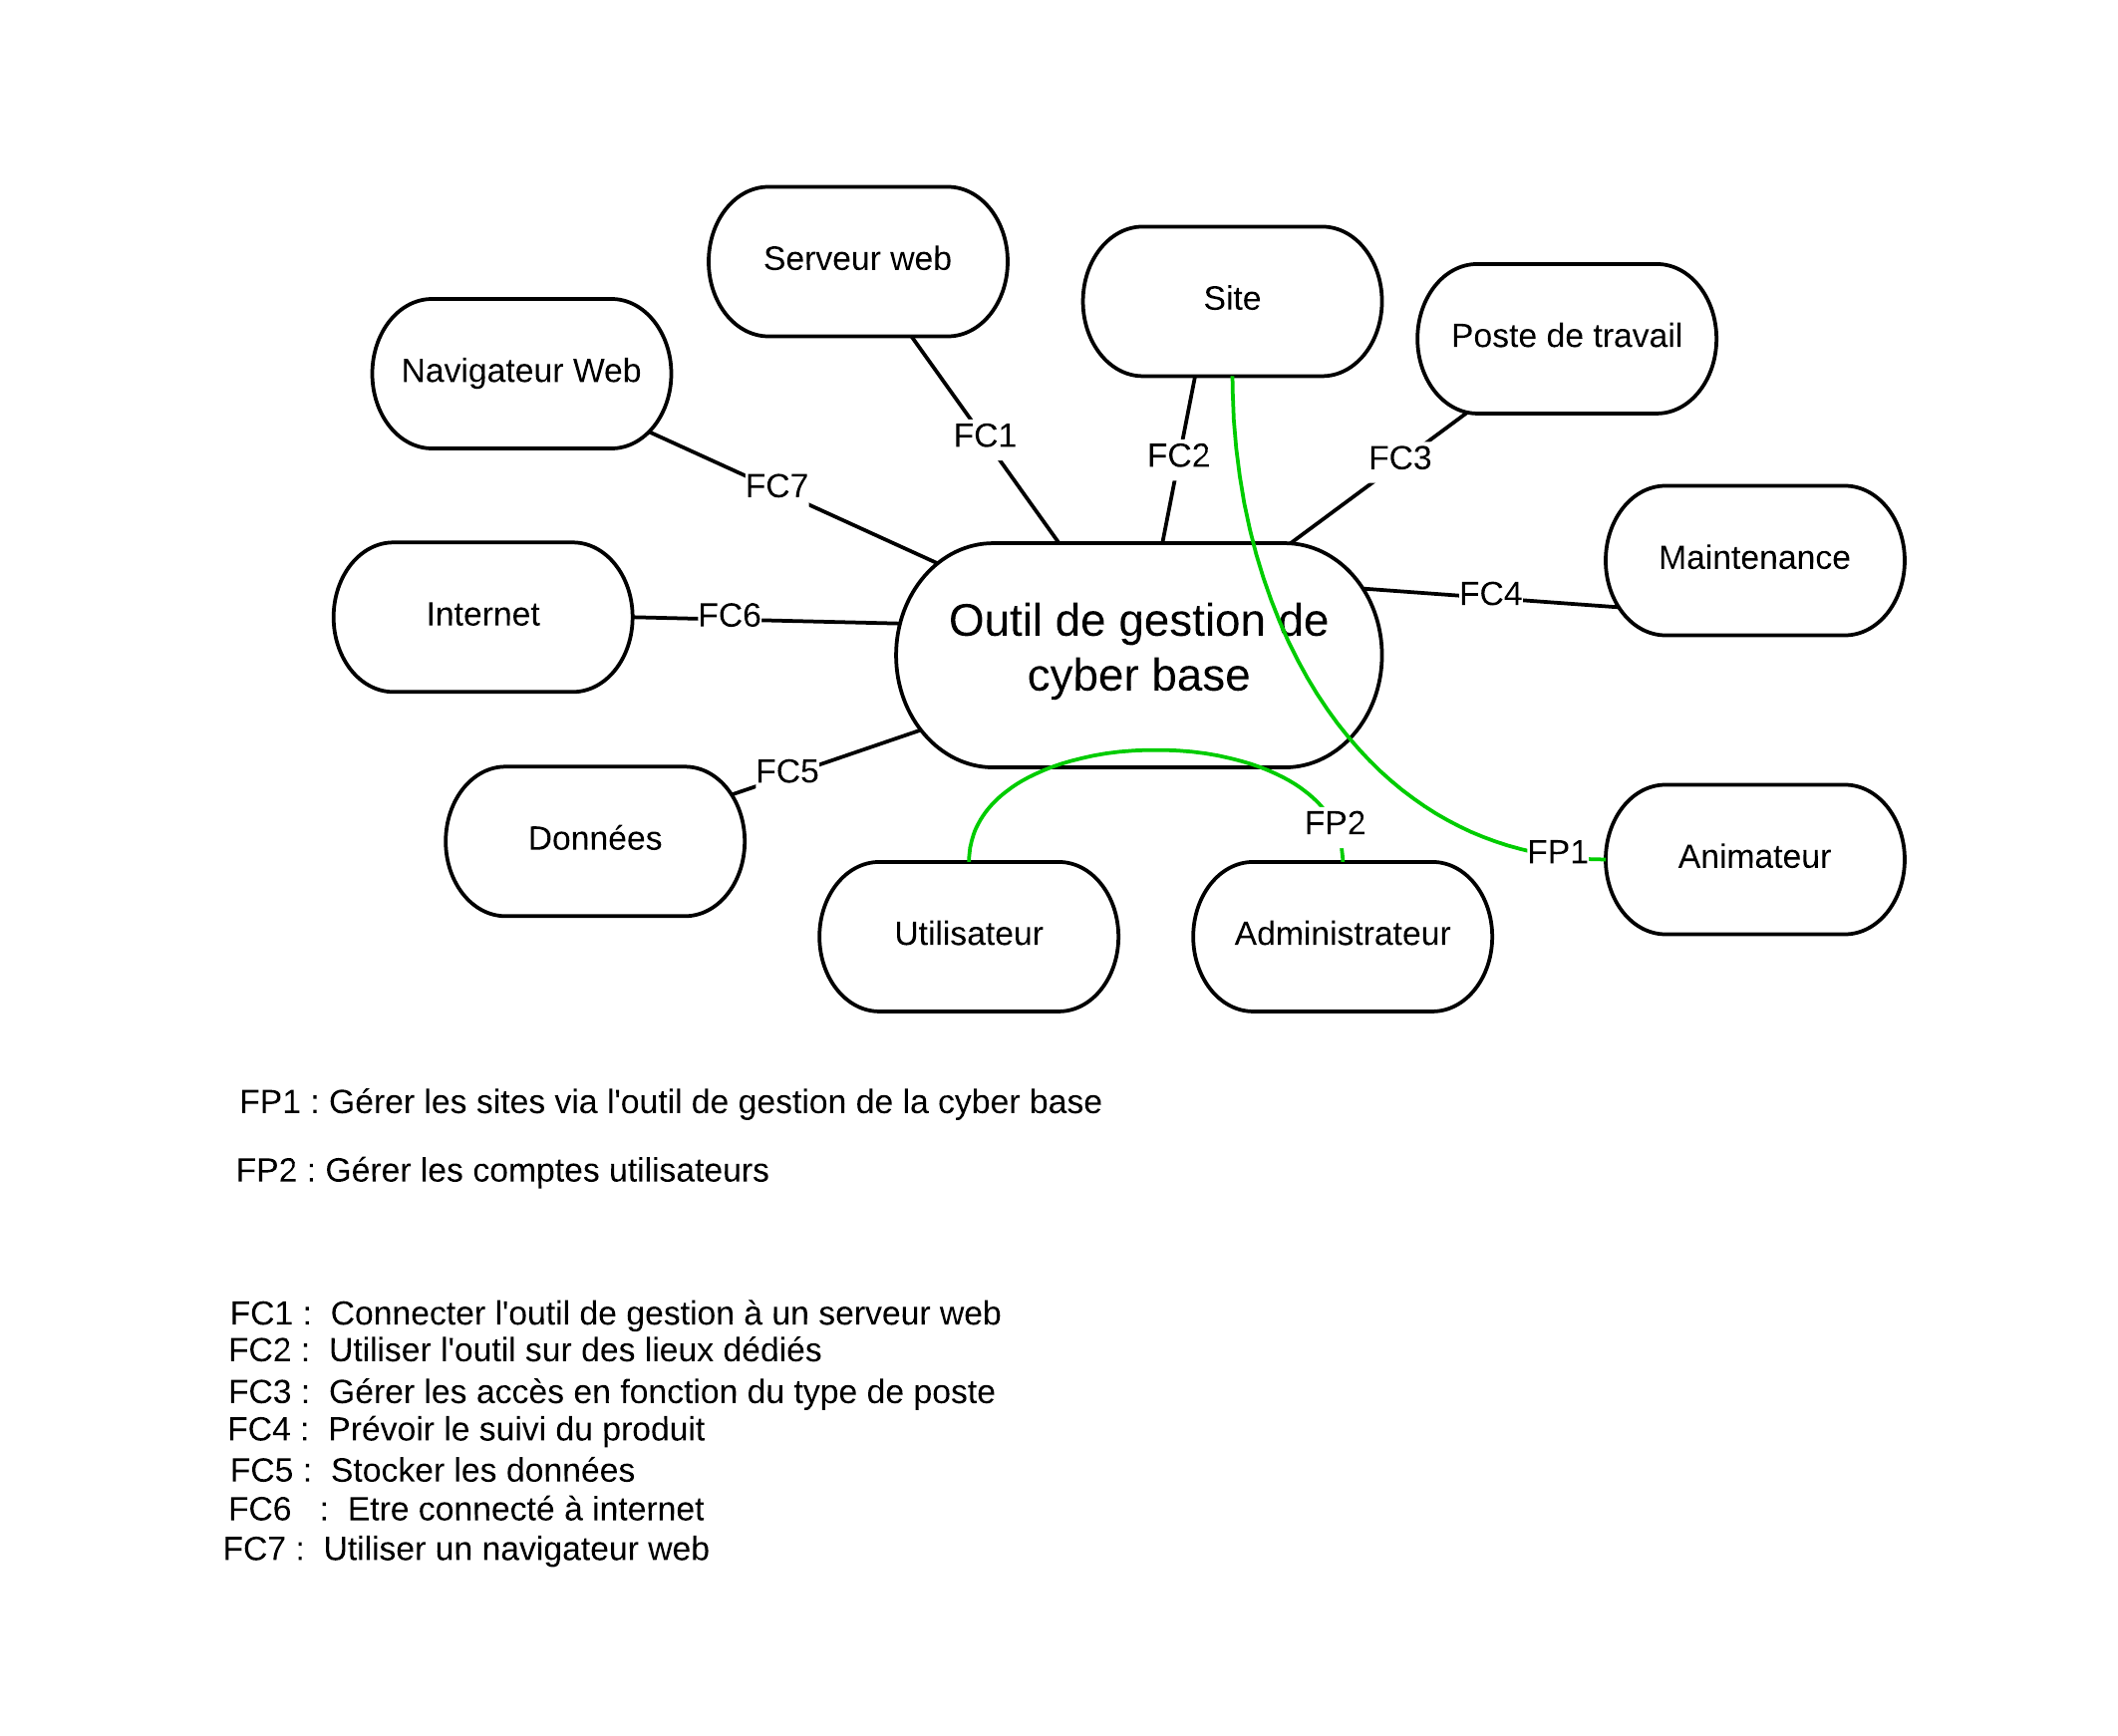 Serveur web
Site
Poste de travail
Navigateur Web
FC1
FC2
FC3
FC7
Maintenance
Internet
FC6
Outil de gestion de
cyber base
FC4
FC5
Données
FP2
FP1
Animateur
Utilisateur
Administrateur
FP1 : Gérer les sites via l'outil de gestion de la cyber base
FP2 : Gérer les comptes utilisateurs
FC1 :  Connecter l'outil de gestion à un serveur web
FC2 :  Utiliser l'outil sur des lieux dédiés
FC3 :  Gérer les accès en fonction du type de poste
FC4 :  Prévoir le suivi du produit
FC5 :  Stocker les données
FC6   :  Etre connecté à internet
FC7 :  Utiliser un navigateur web